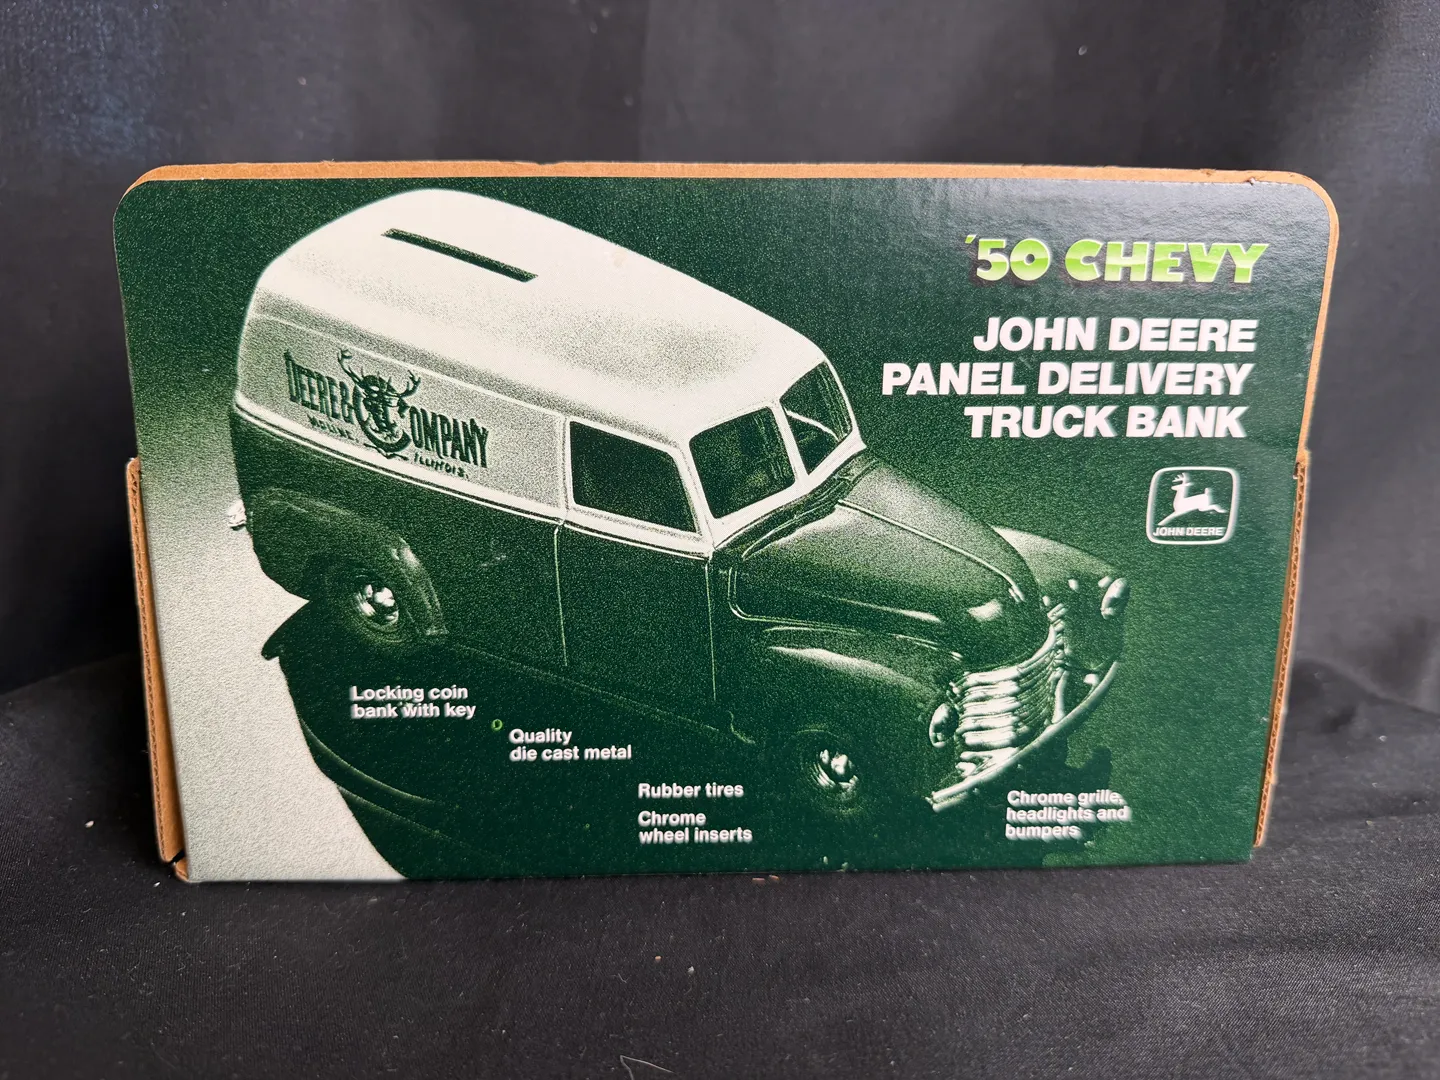 '50 CHEVY
JOHN DEERE
PANEL DELIVERY
TRUCK BANK
JOHN DEERE
DEERE & COMPANY
MOLINE, ILLINOIS.
Locking coin
bank with key
Quality
die cast metal
Rubber tires
Chrome
wheel inserts
Chrome grille,
headlights and
bumpers